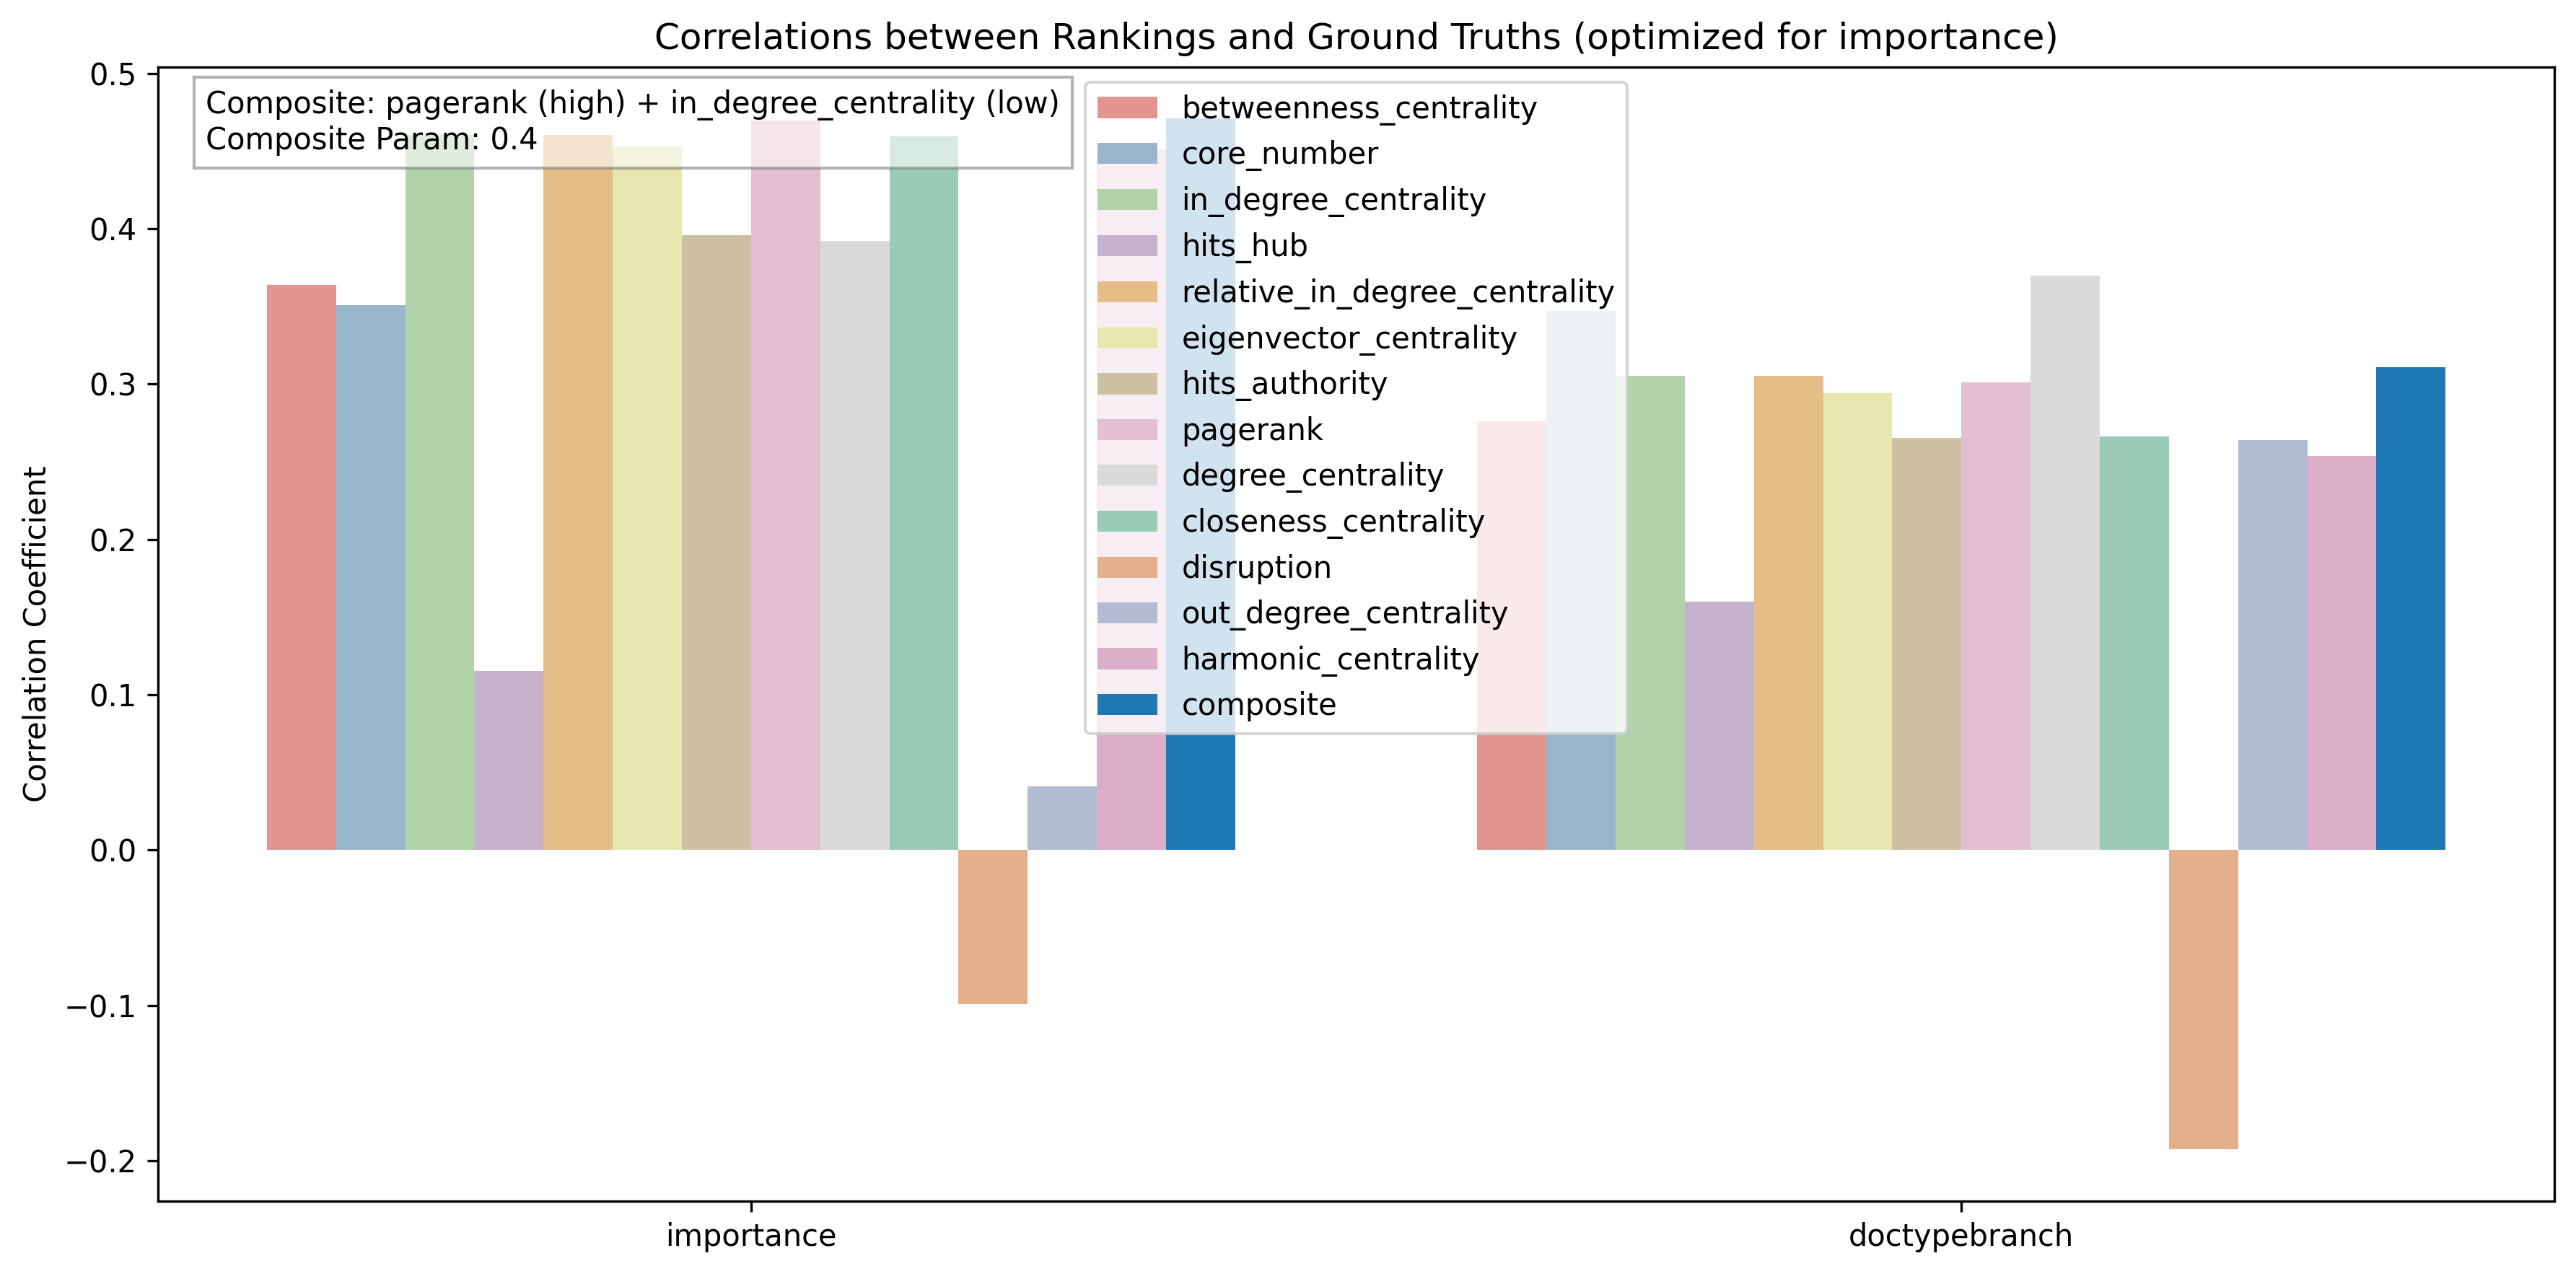 Correlations between Rankings and Ground Truths (optimized for importance)
Composite: pagerank (high) + in_degree_centrality (low)
Composite Param: 0.4
betweenness_centrality
core_number
in_degree_centrality
hits_hub
relative_in_degree_centrality
eigenvector_centrality
hits_authority
pagerank
degree_centrality
closeness_centrality
disruption
out_degree_centrality
harmonic_centrality
composite
Correlation Coefficient
0.5
0.4
0.3
0.2
0.1
0.0
−0.1
−0.2
importance
doctypebranch